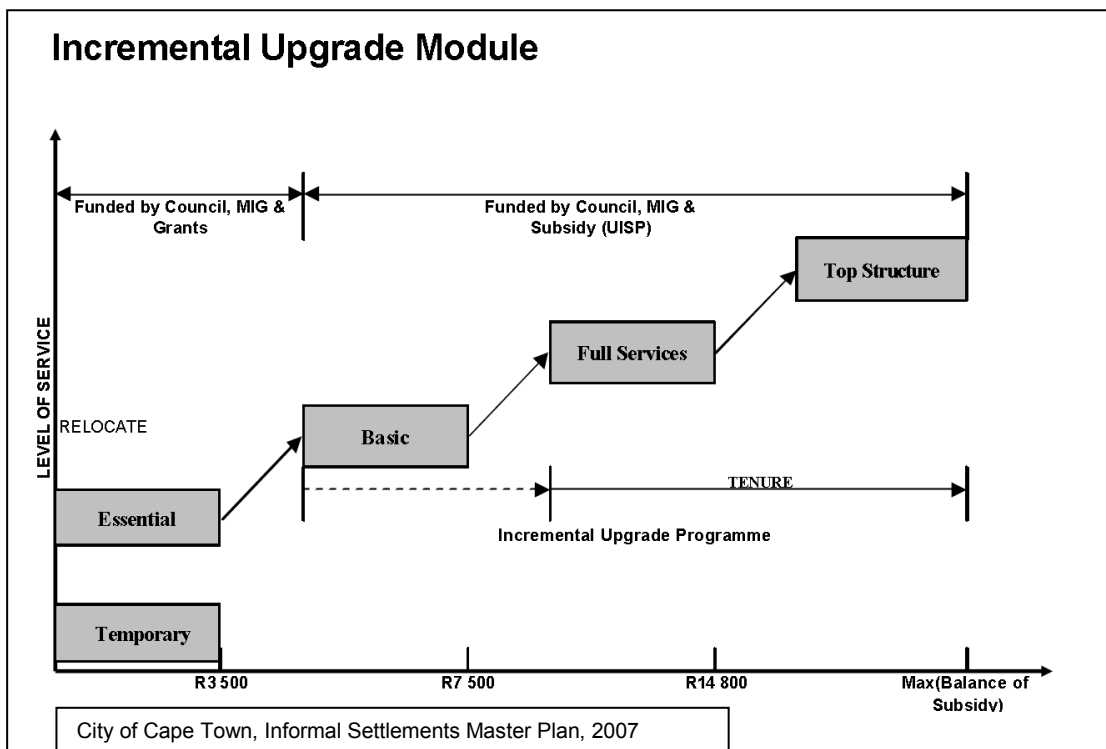 Incremental Upgrade Module
Funded by Council, MIG &
Grants
Funded by Council, MIG &
Subsidy (UISP)
Top Structure
Full Services
LEVEL OF SERVICE
RELOCATE
Basic
TENURE
Essential
Incremental Upgrade Programme
Temporary
R3 500
R7 500
R14 800
Max(Balance of
Subsidy)
City of Cape Town, Informal Settlements Master Plan, 2007